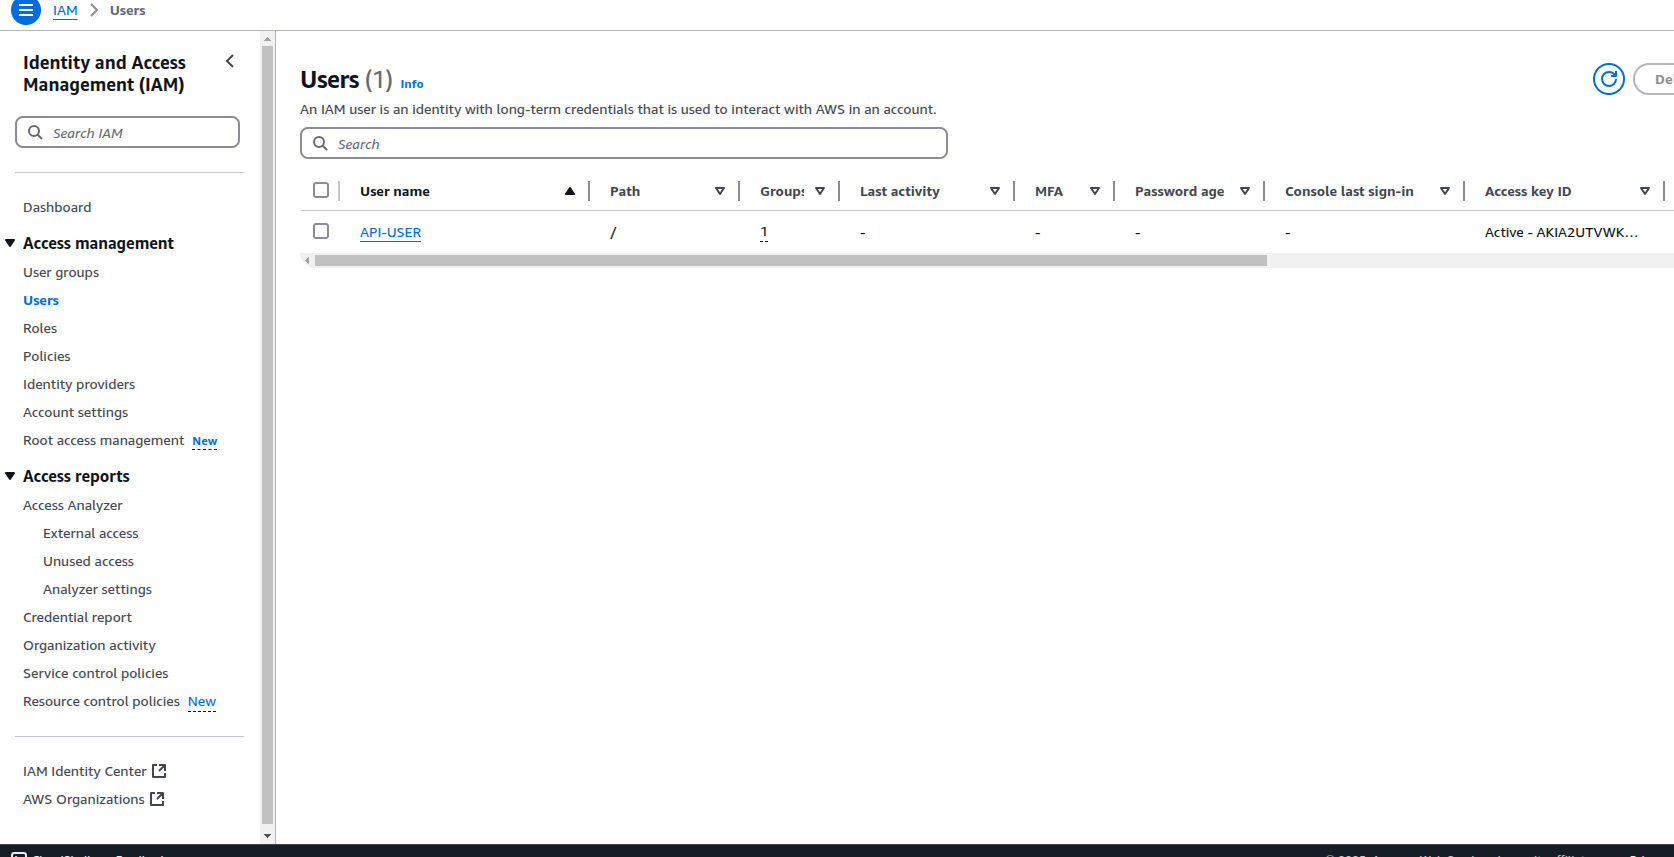 IAM > Users
Identity and Access
Management (IAM)
Search IAM
Dashboard
Access management
User groups
Users
Roles
Policies
Identity providers
Account settings
Root access management New
Access reports
Access Analyzer
External access
Unused access
Analyzer settings
Credential report
Organization activity
Service control policies
Resource control policies New
IAM Identity Center
AWS Organizations
Users (1) Info
An IAM user is an identity with long-term credentials that is used to interact with AWS in an account.
Search
User name Path Groups Last activity MFA Password age Console last sign-in Access key ID
API-USER / 1 - - - - Active - AKIA2UTVWK...